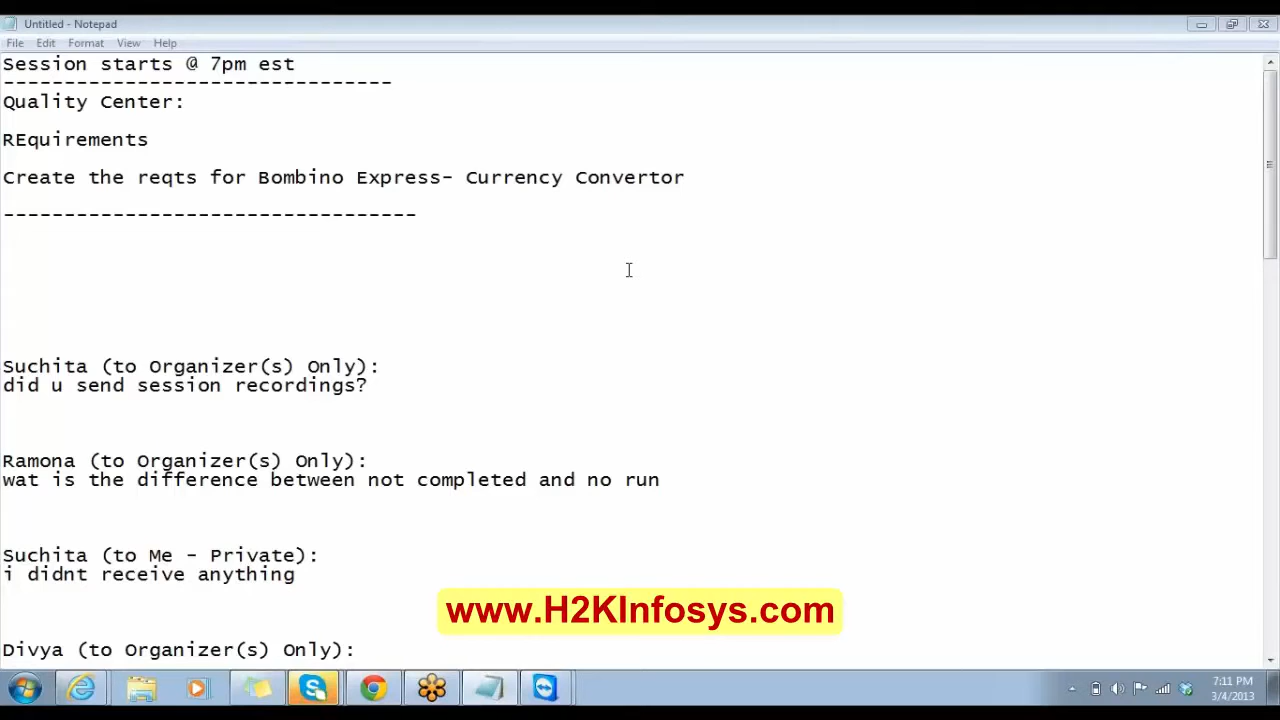 Untitled - Notepad
File Edit Format View Help
Session starts @ 7pm est
--------------------------------
Quality Center:
REquirements
Create the reqts for Bombino Express- Currency Convertor
----------------------------------
Suchita (to Organizer(s) Only):
did u send session recordings?
Ramona (to Organizer(s) Only):
wat is the difference between not completed and no run
Suchita (to Me - Private):
i didnt receive anything
www.H2KInfosys.com
Divya (to Organizer(s) Only):
7:11 PM
3/4/2013